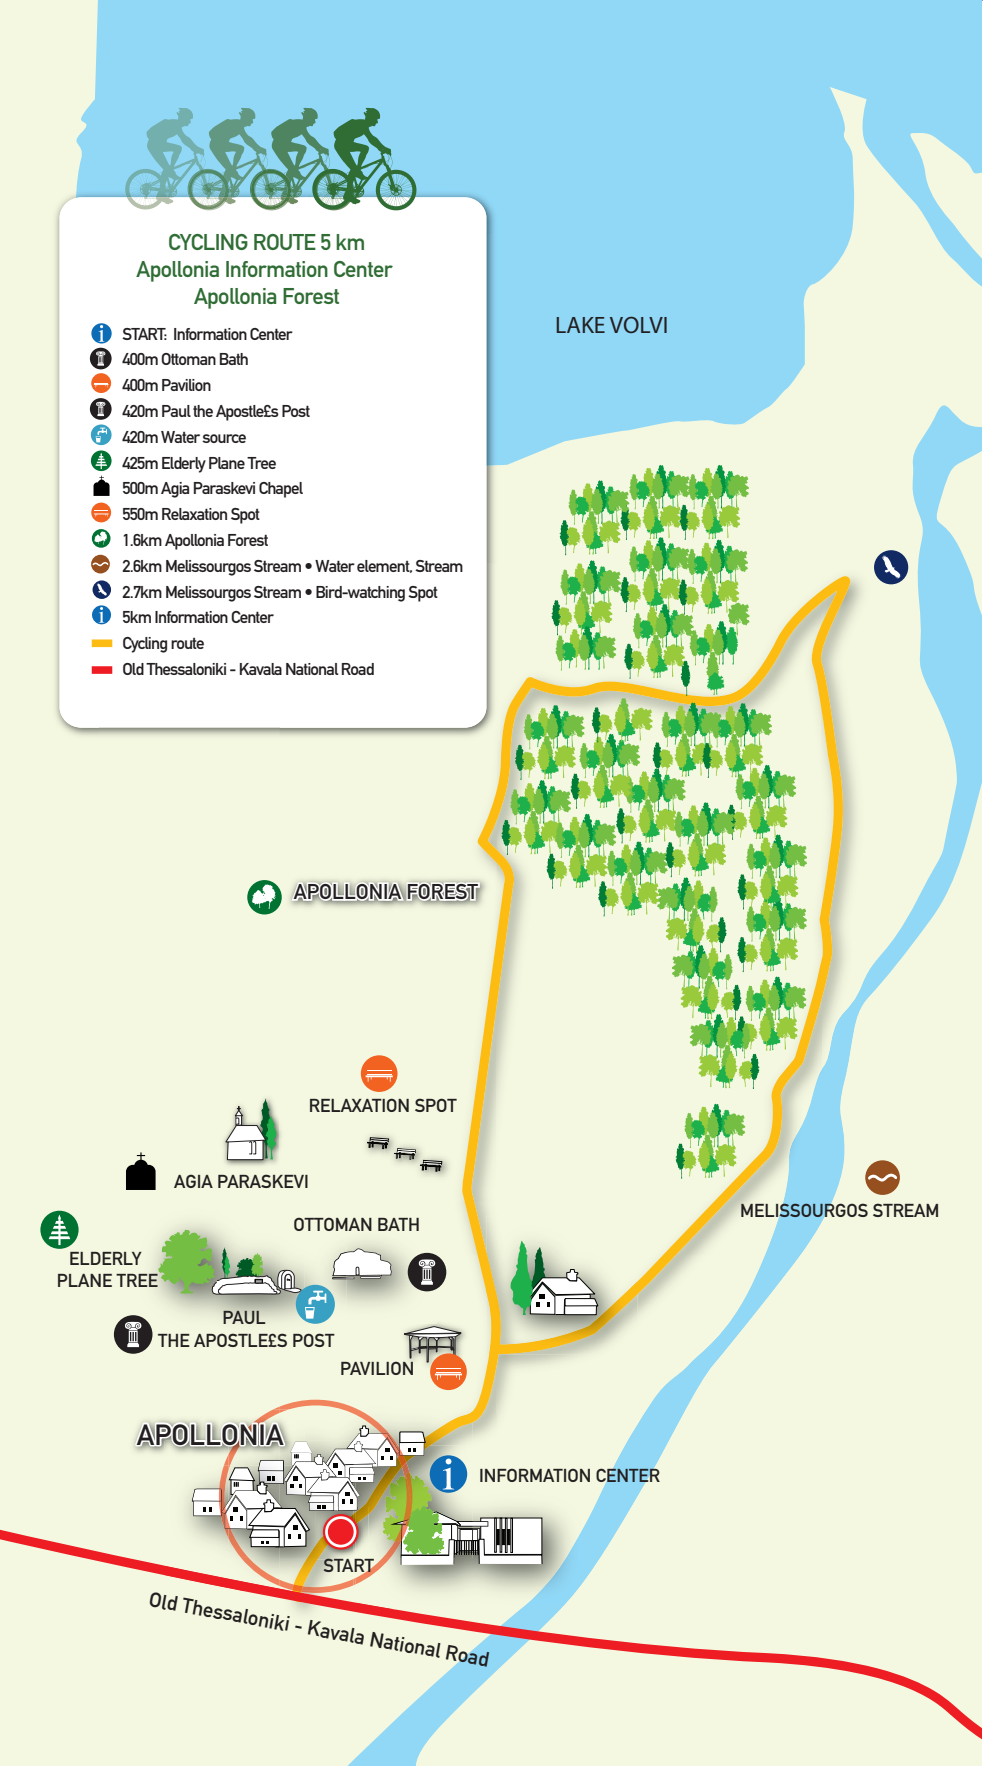 CYCLING ROUTE 5 km
Apollonia Information Center
Apollonia Forest
START: Information Center
400m Ottoman Bath
400m Pavilion
420m Paul the Apostle£s Post
420m Water source
425m Elderly Plane Tree
500m Agia Paraskevi Chapel
550m Relaxation Spot
1.6km Apollonia Forest
2.6km Melissourgos Stream • Water element, Stream
2.7km Melissourgos Stream • Bird-watching Spot
5km Information Center
Cycling route
Old Thessaloniki - Kavala National Road
LAKE VOLVI
APOLLONIA FOREST
RELAXATION SPOT
AGIA PARASKEVI
MELISSOURGOS STREAM
OTTOMAN BATH
ELDERLY
PLANE TREE
PAUL
THE APOSTLE£S POST
PAVILION
APOLLONIA
INFORMATION CENTER
START
Old Thessaloniki - Kavala National Road